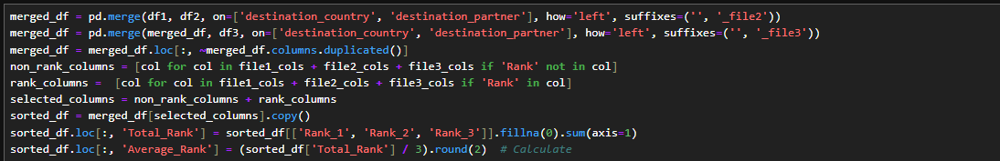 merged_df = pd.merge(df1, df2, on=['destination_country', 'destination_partner'], how='left', suffixes=('', '_file2'))
merged_df = pd.merge(merged_df, df3, on=['destination_country', 'destination_partner'], how='left', suffixes=('', '_file3'))
merged_df = merged_df.loc[:, ~merged_df.columns.duplicated()]
non_rank_columns = [col for col in file1_cols + file2_cols + file3_cols if 'Rank' not in col]
rank_columns =  [col for col in file1_cols + file2_cols + file3_cols if 'Rank' in col]
selected_columns = non_rank_columns + rank_columns
sorted_df = merged_df[selected_columns].copy()
sorted_df.loc[:, 'Total_Rank'] = sorted_df[['Rank_1', 'Rank_2', 'Rank_3']].fillna(0).sum(axis=1)
sorted_df.loc[:, 'Average_Rank'] = (sorted_df['Total_Rank'] / 3).round(2)  # Calculate